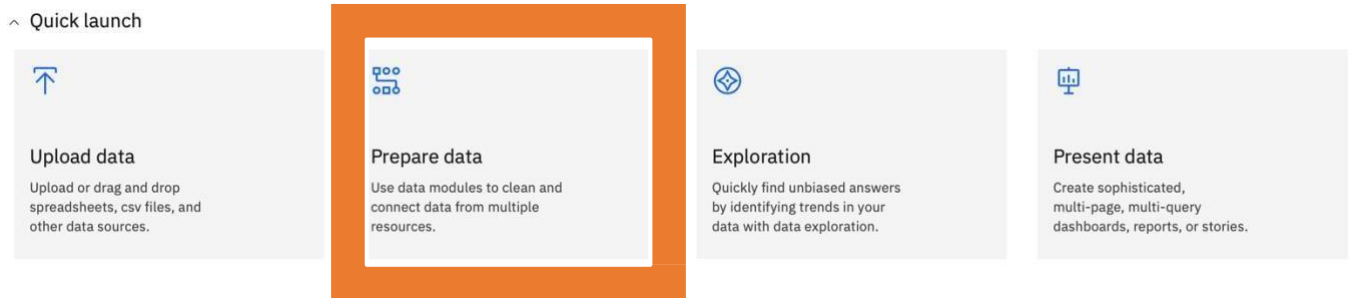 Quick launch
Upload data
Upload or drag and drop
spreadsheets, csv files, and
other data sources.
Prepare data
Use data modules to clean and
connect data from multiple
resources.
Exploration
Quickly find unbiased answers
by identifying trends in your
data with data exploration.
Present data
Create sophisticated,
multi-page, multi-query
dashboards, reports, or stories.